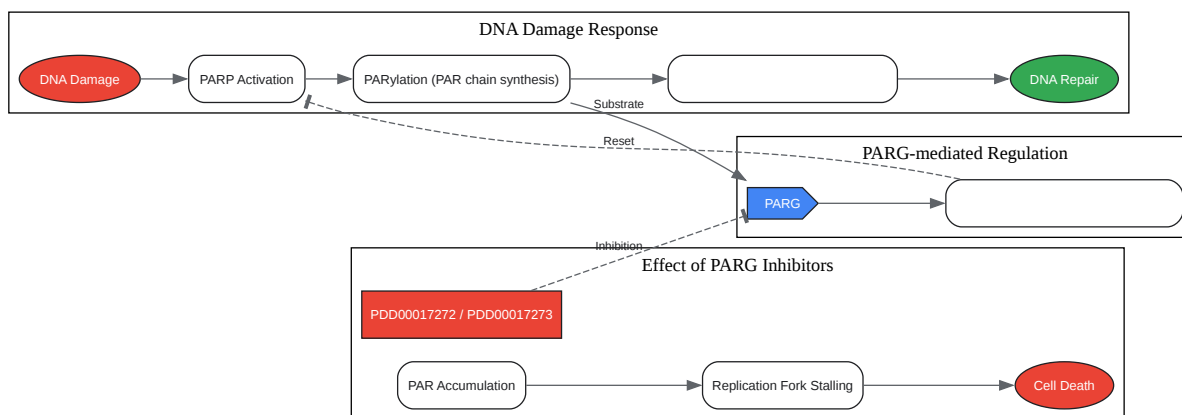 DNA Damage Response
DNA Damage
PARP Activation
PARylation (PAR chain synthesis)
DNA Repair
Substrate
Reset
PARG-mediated Regulation
PARG
Inhibition
Effect of PARG Inhibitors
PDD00017272 / PDD00017273
PAR Accumulation
Replication Fork Stalling
Cell Death